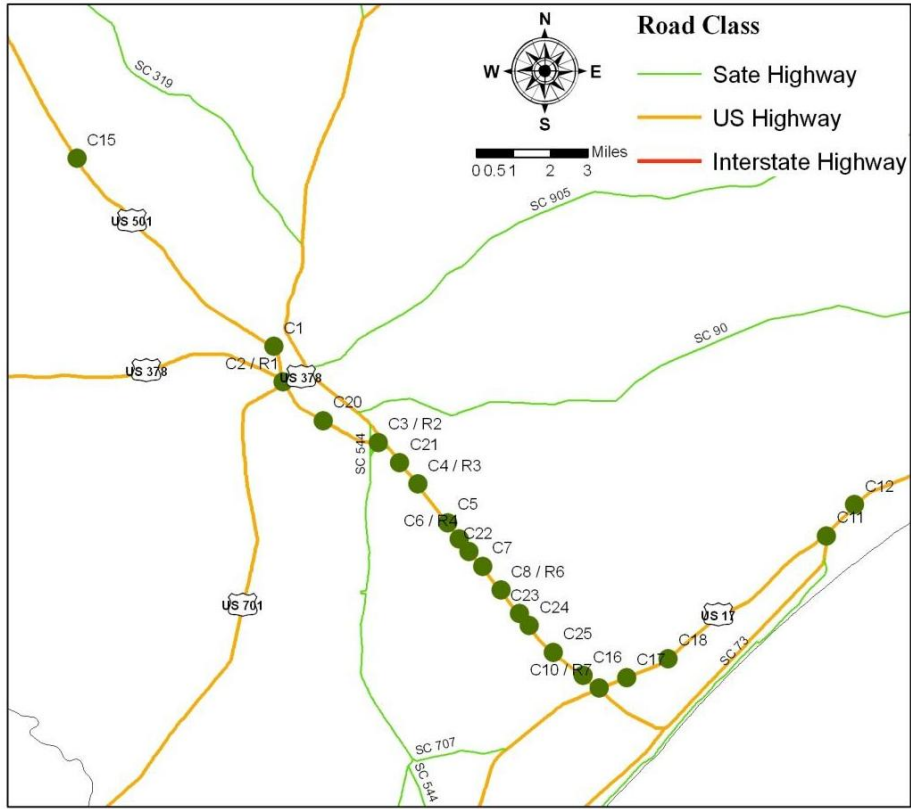 N
W
E
S
Miles
0 0.5 1 2 3
Road Class
Sate Highway
US Highway
Interstate Highway
SC 319
C15
US 501
SC 905
C1
SC 90
US 378
C2 / R1
US 378
C20
C3 / R2
SC 544
C21
C4 / R3
C5
C6 / R4
C22
C7
C12
C11
C8 / R6
C23
C24
US 701
US 17
C25
C18
SC 73
C16
C17
C10 / R7
SC 707
SC 544